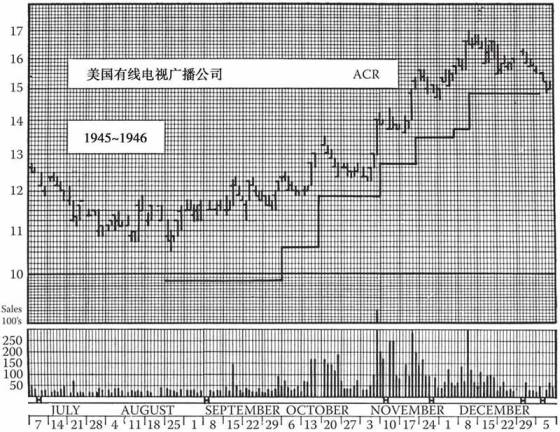 17
16
美国有线电视广播公司 ACR
15
14
1945~1946
13
12
11
10
Sales
100's
250
200
150
100
50
JULY AUGUST SEPTEMBER OCTOBER NOVEMBER DECEMBER
7 14 21 28 4 11 18 25 1 8 15 22 29 6 13 20 27 3 10 17 24 1 8 15 22 29 5